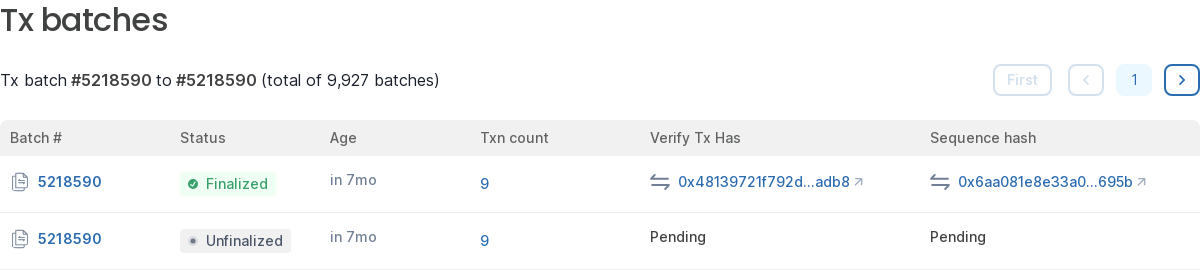 Tx batches
Tx batch #5218590 to #5218590 (total of 9,927 batches) First 1
Batch # Status Age Txn count Verify Tx Has Sequence hash
5218590 Finalized in 7mo 9 0x48139721f792d...adb8 0x6aa081e8e33a0...695b
5218590 Unfinalized in 7mo 9 Pending Pending